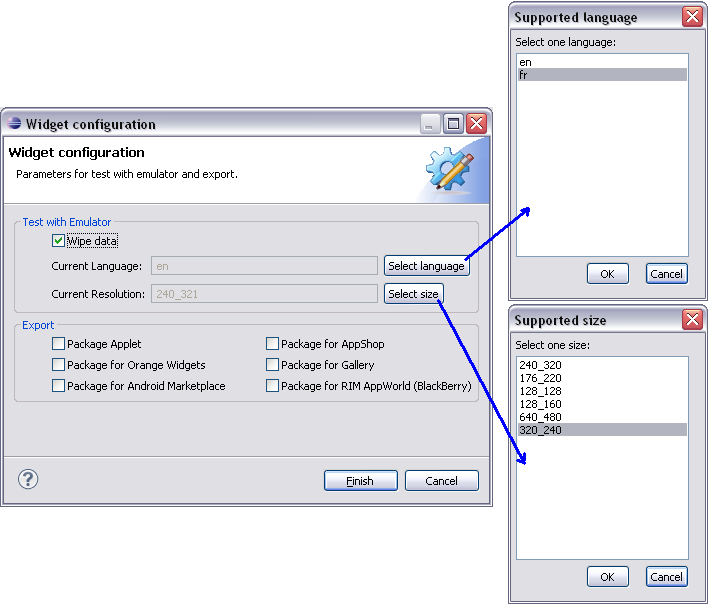 Widget configuration
Widget configuration
Parameters for test with emulator and export.
Test with Emulator
Wipe data
Current Language: en Select language
Current Resolution: 240_321 Select size
Export
Package Applet Package for AppShop
Package for Orange Widgets Package for Gallery
Package for Android Marketplace Package for RIM AppWorld (BlackBerry)
? Finish Cancel
Supported language
Select one language:
en
fr
OK Cancel
Supported size
Select one size:
240_320
176_220
128_128
128_160
640_480
320_240
OK Cancel